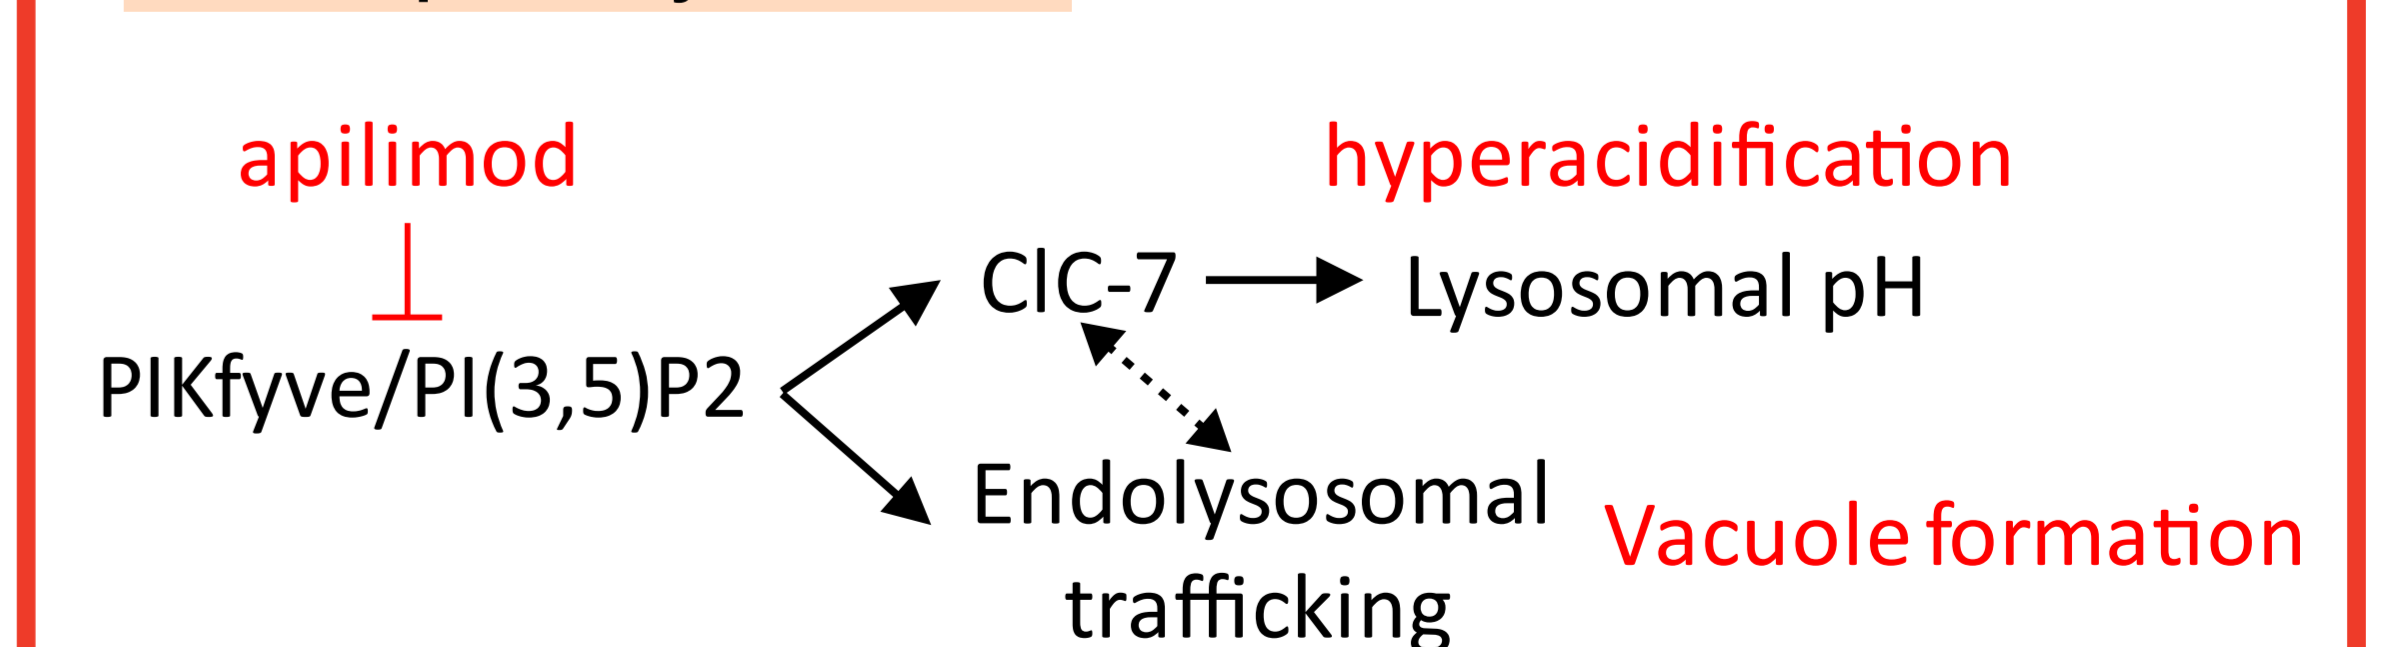 apilimod
hyperacidification
ClC-7
Lysosomal pH
PIKfyve/PI(3,5)P2
Endolysosomal
trafficking
Vacuole formation